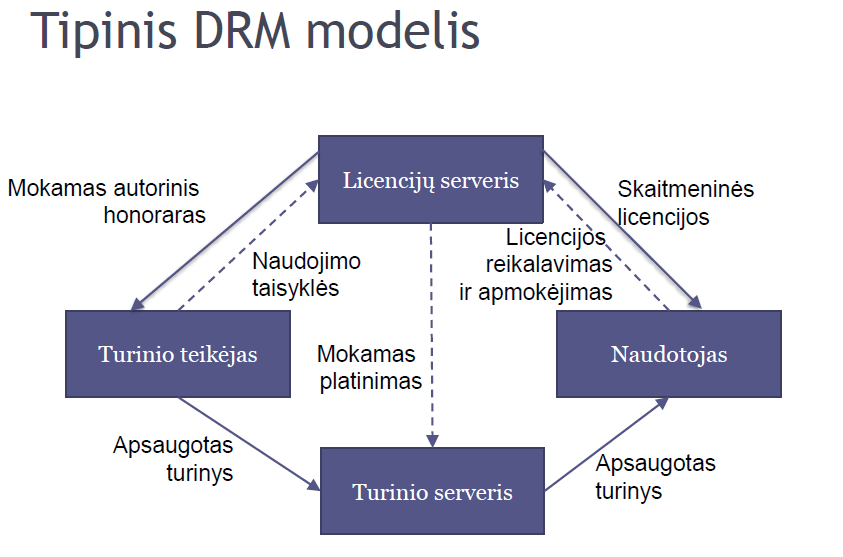 Tipinis DRM modelis
Licencijų serveris
Mokamas autorinis
honoraras
Skaitmeninės
licencijos
Naudojimo
taisyklės
Licencijos
reikalavimas
ir apmokėjimas
Turinio teikėjas
Mokamas
platinimas
Naudotojas
Apsaugotas
turinys
Turinio serveris
Apsaugotas
turinys